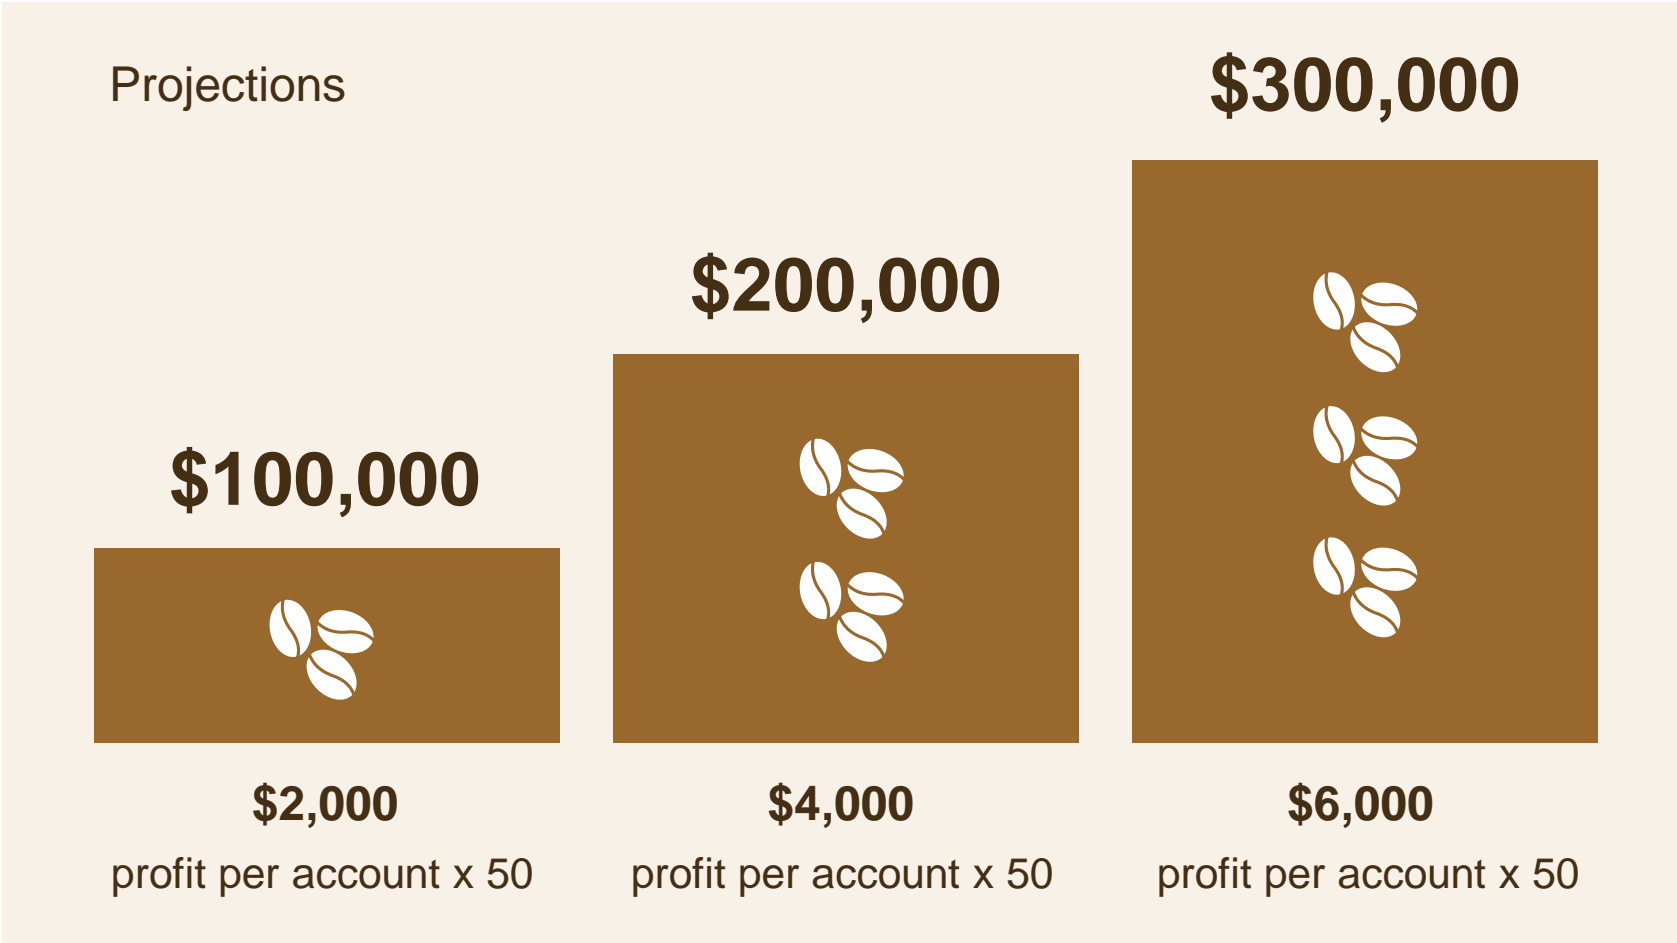 Projections
$300,000
$200,000
$100,000
$2,000
profit per account x 50
$4,000
profit per account x 50
$6,000
profit per account x 50